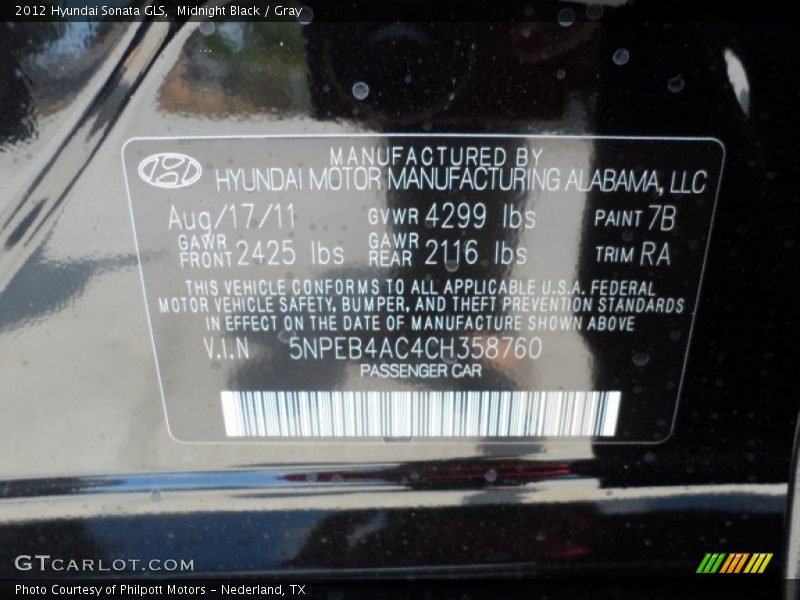 2012 Hyundai Sonata GLS,  Midnight Black / Gray
MANUFACTURED BY
HYUNDAI MOTOR MANUFACTURING ALABAMA, LLC
Aug/17/11 GVWR 4299 lbs PAINT 7B
GAWR FRONT 2425 lbs GAWR REAR 2116 lbs TRIM RA
THIS VEHICLE CONFORMS TO ALL APPLICABLE U.S.A. FEDERAL
MOTOR VEHICLE SAFETY, BUMPER, AND THEFT PREVENTION STANDARDS
IN EFFECT ON THE DATE OF MANUFACTURE SHOWN ABOVE
V.I.N 5NPEB4AC4CH358760
PASSENGER CAR
GTCARLOT.COM
Photo Courtesy of Philpott Motors - Nederland, TX